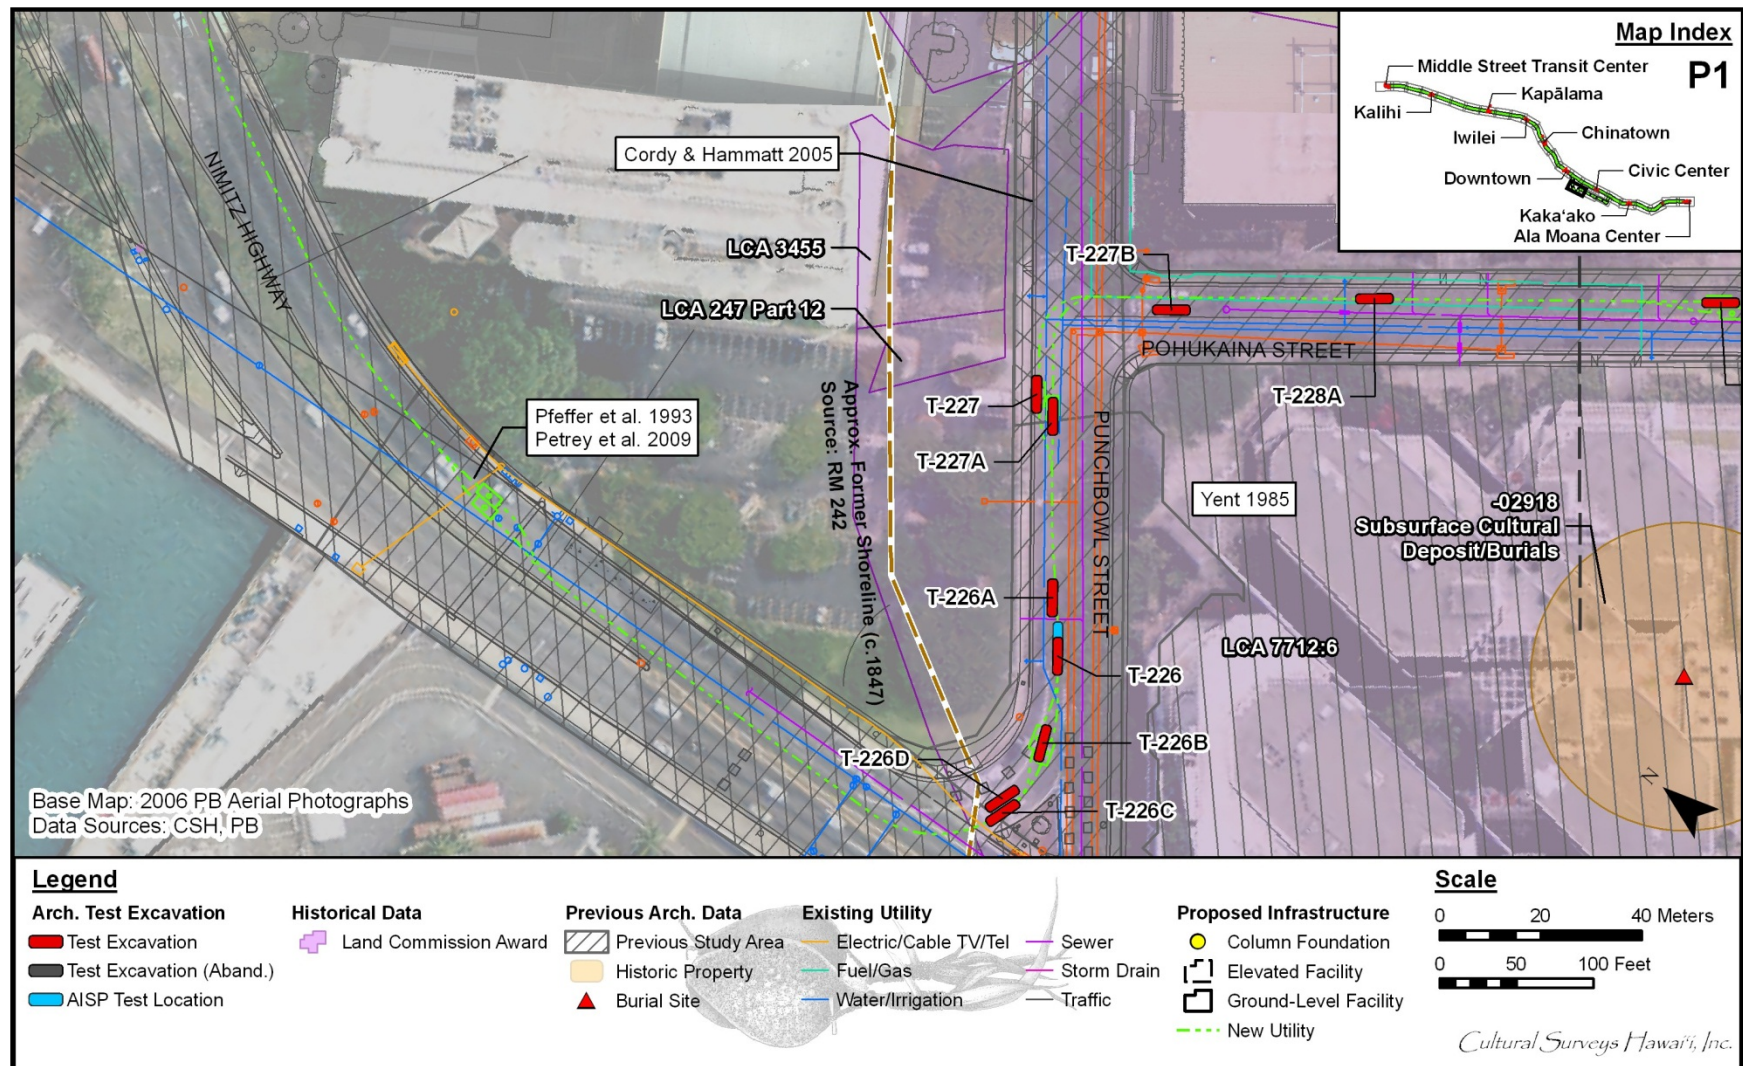 Map Index
P1
Middle Street Transit Center
Kapālama
Kalihi
Iwilei
Chinatown
Downtown
Civic Center
Kakaʻako
Ala Moana Center
NIMITZ HIGHWAY
Cordy & Hammatt 2005
LCA 3455
LCA 247 Part 12
T-227B
POHUKAINA STREET
T-228A
Pfeffer et al. 1993
Petrey et al. 2009
Approx. Former Shoreline (c.1847)
Source: RM 242
T-227
T-227A
PUNCHBOWL STREET
Yent 1985
-02918
Subsurface Cultural
Deposit/Burials
T-226A
T-226
LCA 7712:6
T-226B
T-226D
T-226C
N
Base Map: 2006 PB Aerial Photographs
Data Sources: CSH, PB
Legend
Arch. Test Excavation
Test Excavation
Test Excavation (Aband.)
AISP Test Location
Historical Data
Land Commission Award
Previous Arch. Data
Previous Study Area
Historic Property
Burial Site
Existing Utility
Electric/Cable TV/Tel
Fuel/Gas
Water/Irrigation
Sewer
Storm Drain
Traffic
Proposed Infrastructure
Column Foundation
Elevated Facility
Ground-Level Facility
New Utility
Scale
0 20 40 Meters
0 50 100 Feet
Cultural Surveys Hawaiʻi, Inc.